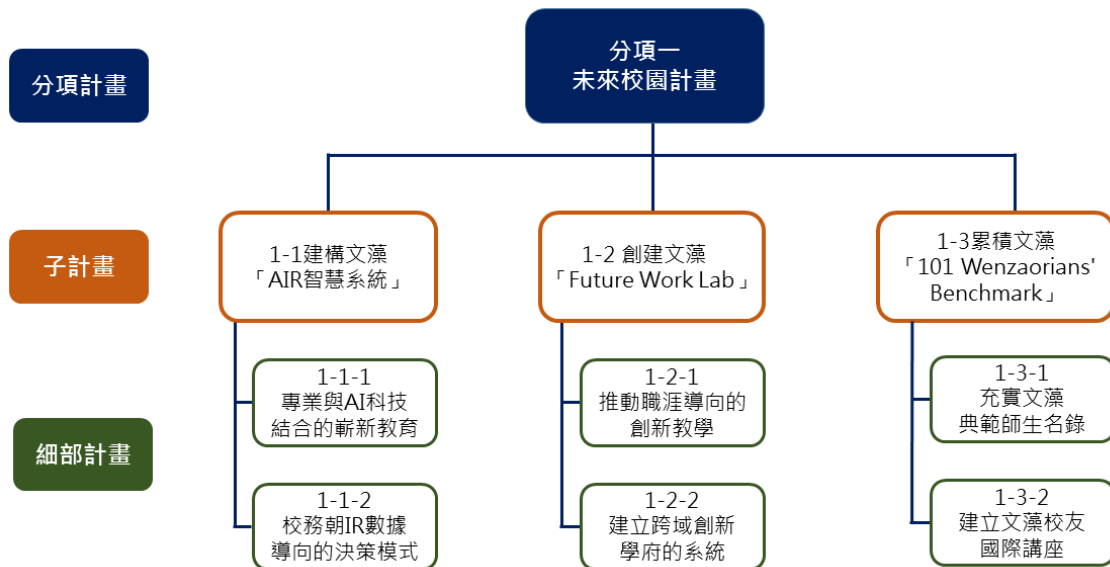 分項計畫
分項一
未來校園計畫
子計畫
1-1建構文藻
「AIR智慧系統」
1-2 創建文藻
「Future Work Lab」
1-3累積文藻
「101 Wenzaorians'
Benchmark」
細部計畫
1-1-1
專業與AI科技
結合的嶄新教育
1-2-1
推動職涯導向的
創新教學
1-3-1
充實文藻
典範師生名錄
1-1-2
校務朝IR數據
導向的決策模式
1-2-2
建立跨域創新
學府的系統
1-3-2
建立文藻校友
國際講座